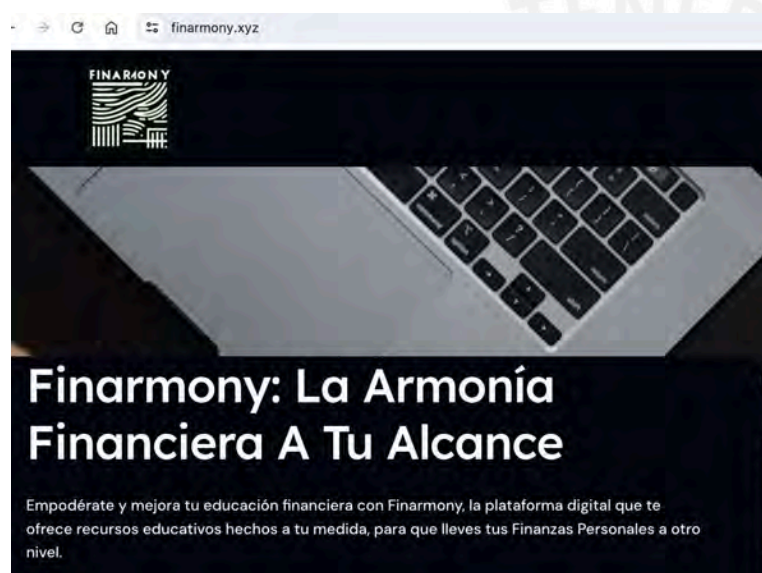 finarmony.xyz
FINARMONY
Finarmony: La Armonía
Financiera A Tu Alcance
Empodérate y mejora tu educación financiera con Finarmony, la plataforma digital que te
ofrece recursos educativos hechos a tu medida, para que lleves tus Finanzas Personales a otro
nivel.